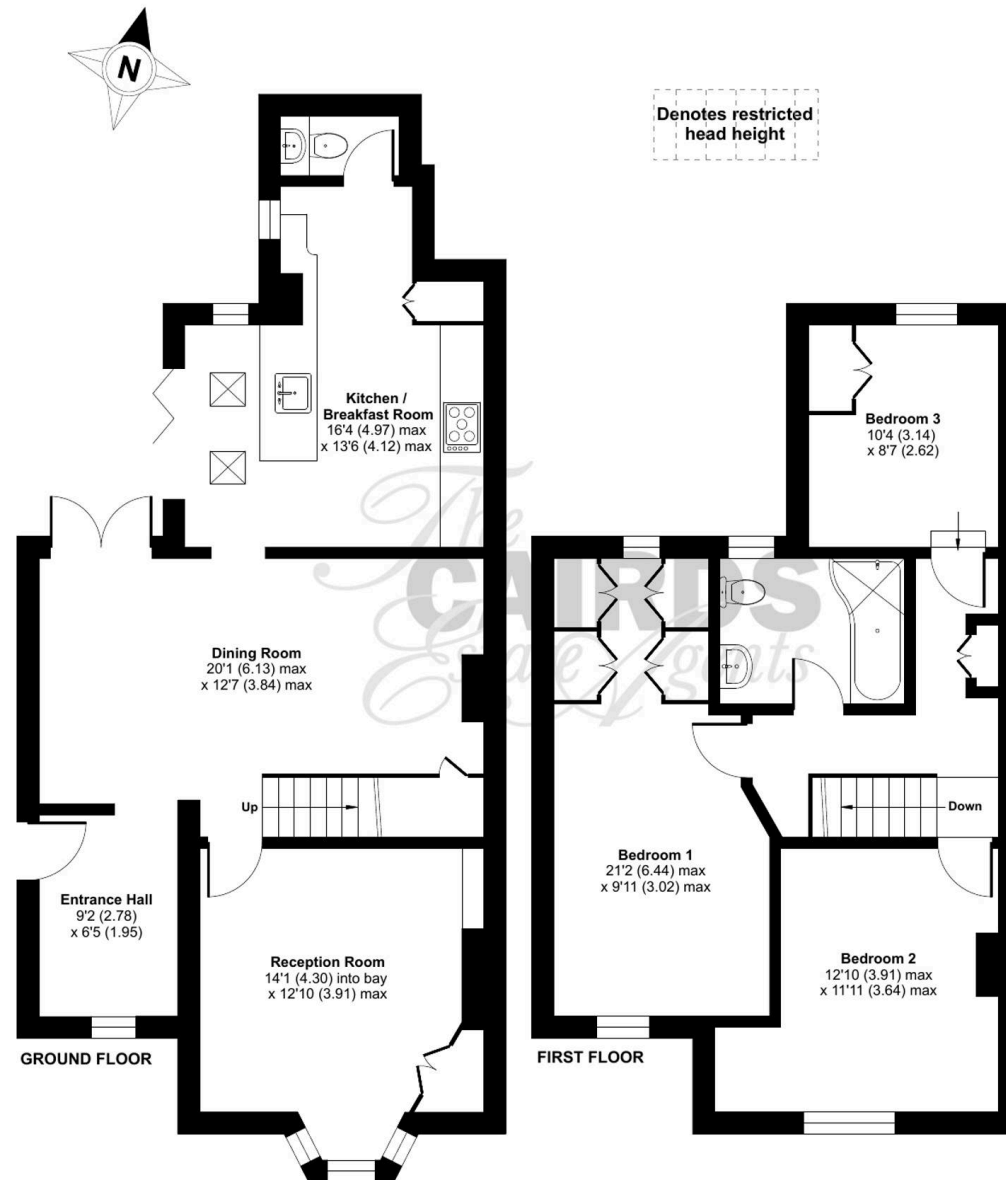 N
Denotes restricted
head height
Kitchen /
Breakfast Room
16'4 (4.97) max
x 13'6 (4.12) max
Bedroom 3
10'4 (3.14)
x 8'7 (2.62)
The
CAIRDS
Estate Agents
Dining Room
20'1 (6.13) max
x 12'7 (3.84) max
Up
Down
Entrance Hall
9'2 (2.78)
x 6'5 (1.95)
Reception Room
14'1 (4.30) into bay
x 12'10 (3.91) max
Bedroom 1
21'2 (6.44) max
x 9'11 (3.02) max
Bedroom 2
12'10 (3.91) max
x 11'11 (3.64) max
GROUND FLOOR
FIRST FLOOR